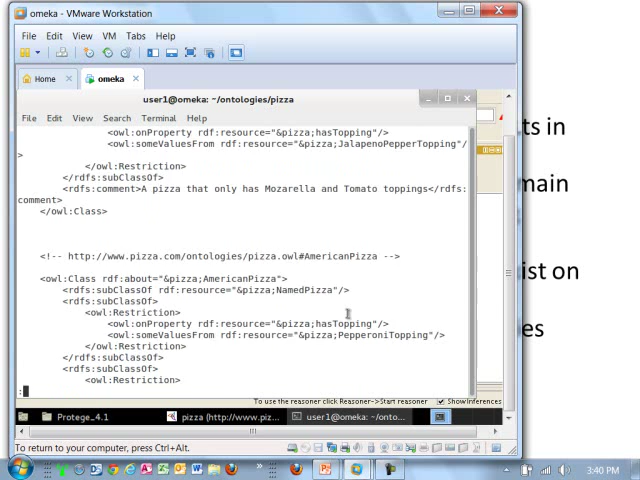 omeka - VMware Workstation
File Edit View VM Tabs Help
Home × omeka ×
user1@omeka: ~/ontologies/pizza
File Edit View Search Terminal Help
<owl:onProperty rdf:resource="&pizza;hasTopping"/>
<owl:someValuesFrom rdf:resource="&pizza;JalapenoPepperTopping"/
>
</owl:Restriction>
</rdfs:subClassOf>
<rdfs:comment>A pizza that only has Mozarella and Tomato toppings</rdfs:
comment>
</owl:Class>
<!-- http://www.pizza.com/ontologies/pizza.owl#AmericanPizza -->
<owl:Class rdf:about="&pizza;AmericanPizza">
<rdfs:subClassOf rdf:resource="&pizza;NamedPizza"/>
<rdfs:subClassOf>
<owl:Restriction>
<owl:onProperty rdf:resource="&pizza;hasTopping"/>
<owl:someValuesFrom rdf:resource="&pizza;PepperoniTopping"/>
</owl:Restriction>
</rdfs:subClassOf>
<rdfs:subClassOf>
<owl:Restriction>
:
ts in
main
ist on
es
To use the reasoner click Reasoner->Start reasoner Show Inferences
Protege_4.1 pizza (http://www.piz... user1@omeka: ~/onto...
To return to your computer, press Ctrl+Alt.
3:40 PM